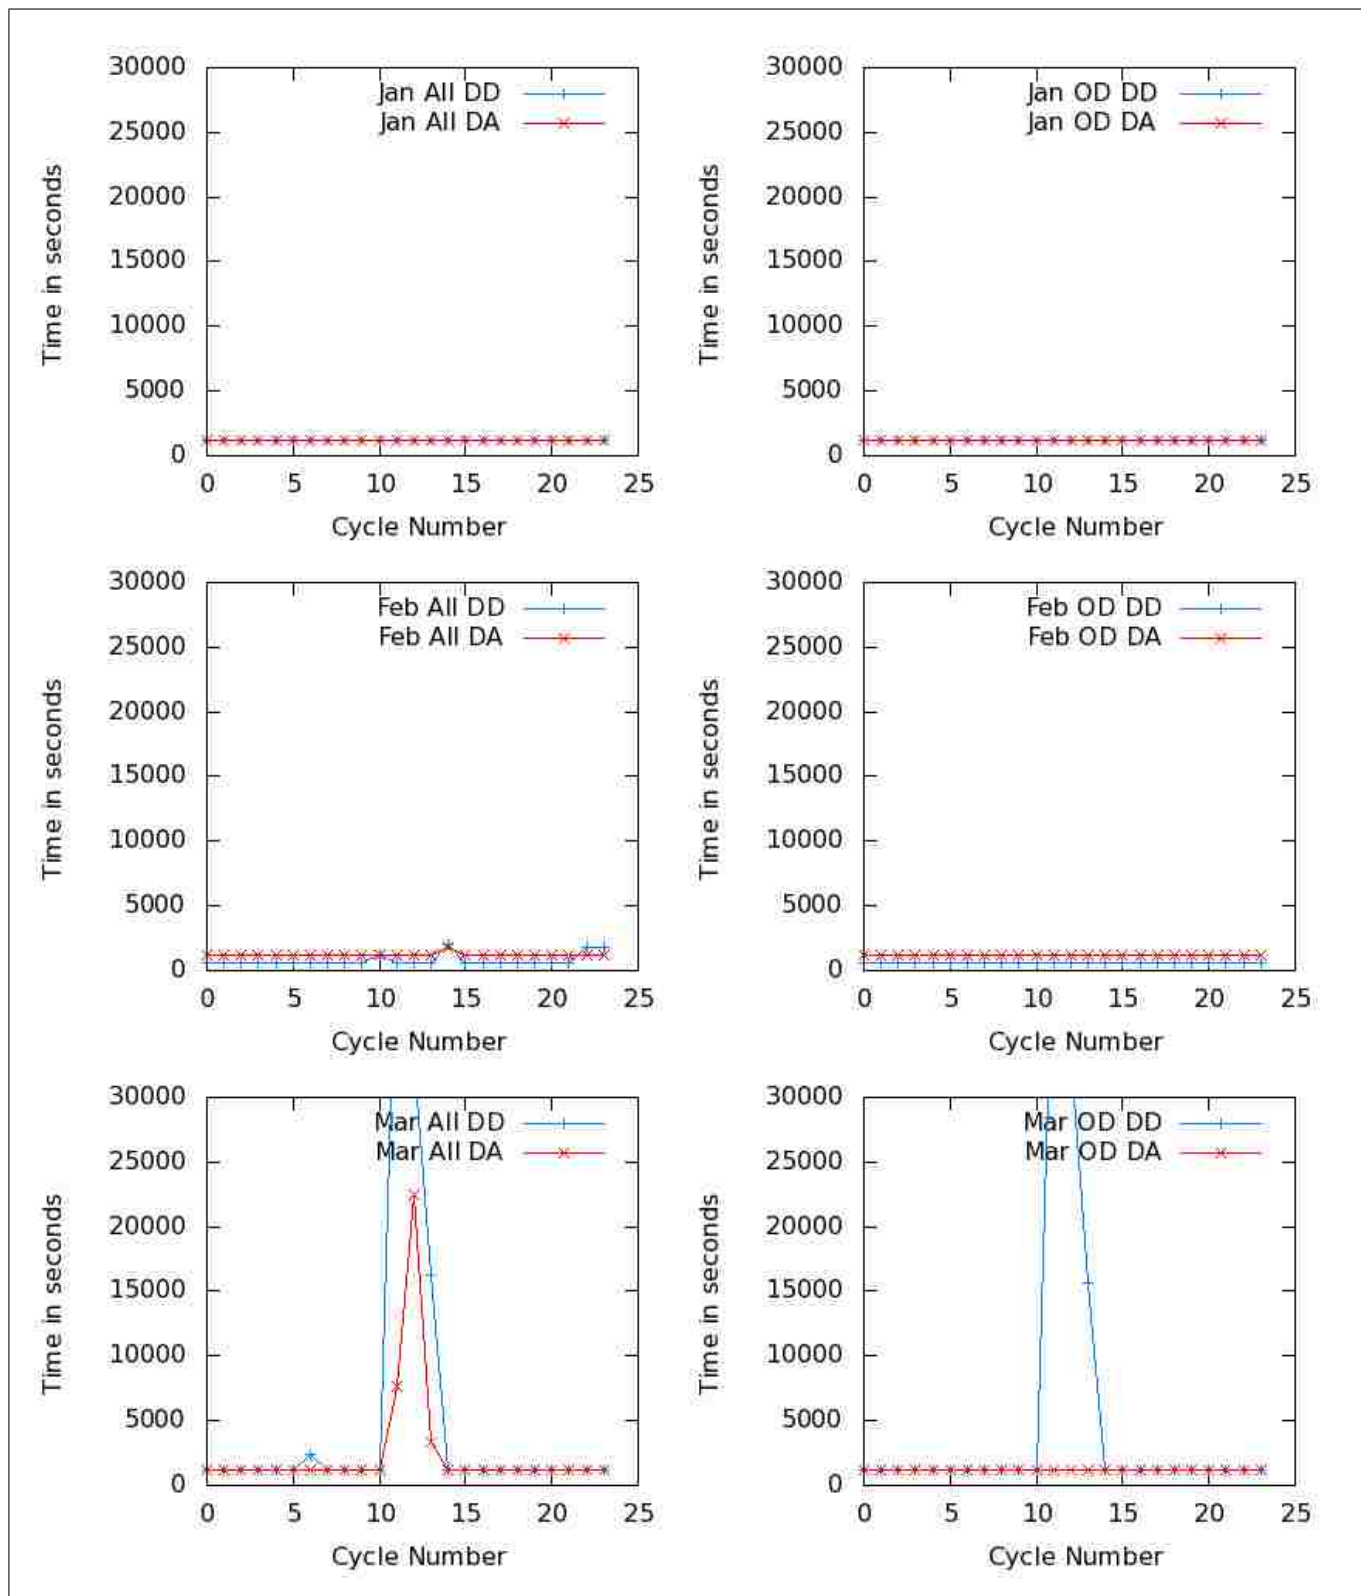 30000
25000
20000
15000
10000
5000
0
Time in seconds
Jan All DD
Jan All DA
0 5 10 15 20 25
Cycle Number
30000
25000
20000
15000
10000
5000
0
Time in seconds
Jan OD DD
Jan OD DA
0 5 10 15 20 25
Cycle Number
30000
25000
20000
15000
10000
5000
0
Time in seconds
Feb All DD
Feb All DA
0 5 10 15 20 25
Cycle Number
30000
25000
20000
15000
10000
5000
0
Time in seconds
Feb OD DD
Feb OD DA
0 5 10 15 20 25
Cycle Number
30000
25000
20000
15000
10000
5000
0
Time in seconds
Mar All DD
Mar All DA
0 5 10 15 20 25
Cycle Number
30000
25000
20000
15000
10000
5000
0
Time in seconds
Mar OD DD
Mar OD DA
0 5 10 15 20 25
Cycle Number